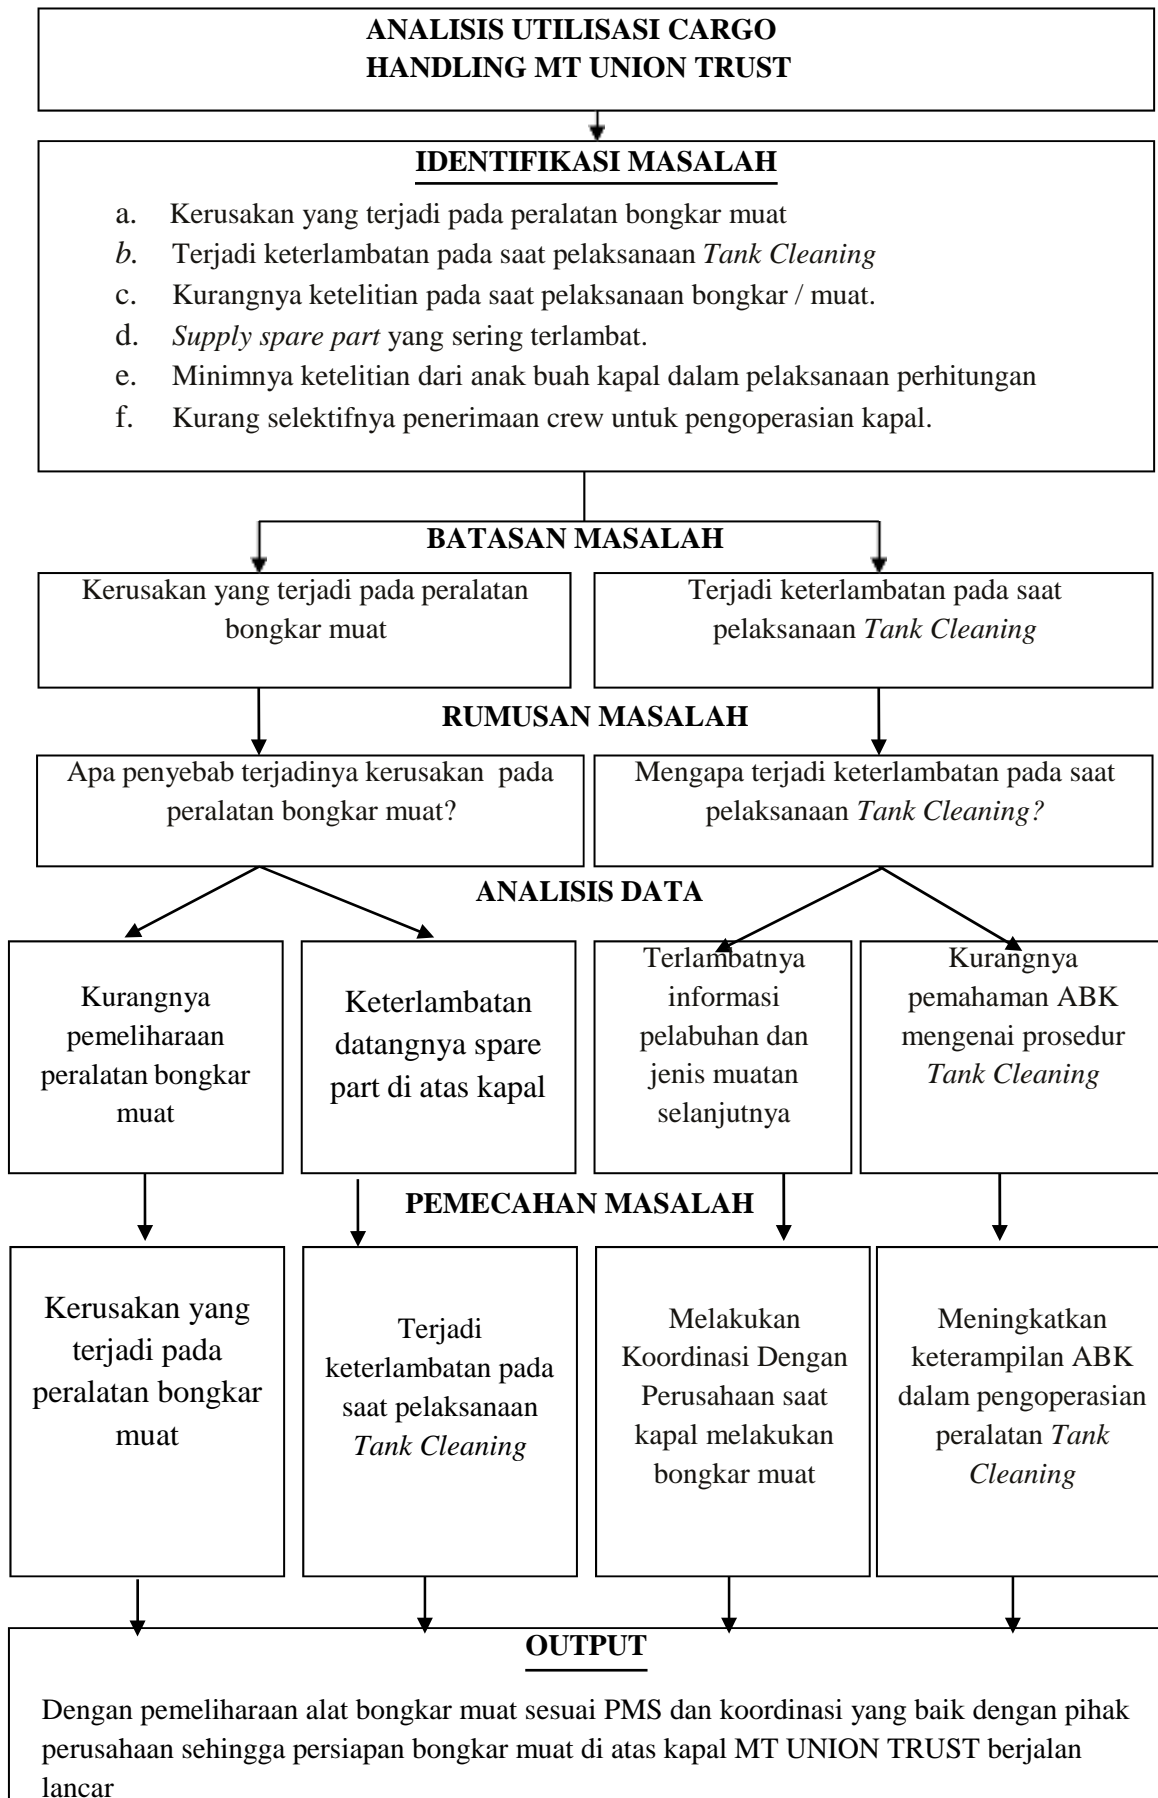 ANALISIS UTILISASI CARGO
HANDLING MT UNION TRUST
IDENTIFIKASI MASALAH
a. Kerusakan yang terjadi pada peralatan bongkar muat
b. Terjadi keterlambatan pada saat pelaksanaan Tank Cleaning
c. Kurangnya ketelitian pada saat pelaksanaan bongkar / muat.
d. Supply spare part yang sering terlambat.
e. Minimnya ketelitian dari anak buah kapal dalam pelaksanaan perhitungan
f. Kurang selektifnya penerimaan crew untuk pengoperasian kapal.
BATASAN MASALAH
Kerusakan yang terjadi pada peralatan
bongkar muat
Terjadi keterlambatan pada saat
pelaksanaan Tank Cleaning
RUMUSAN MASALAH
Apa penyebab terjadinya kerusakan pada
peralatan bongkar muat?
Mengapa terjadi keterlambatan pada saat
pelaksanaan Tank Cleaning?
ANALISIS DATA
Kurangnya
pemeliharaan
peralatan bongkar
muat
Keterlambatan
datangnya spare
part di atas kapal
Terlambatnya
informasi
pelabuhan dan
jenis muatan
selanjutnya
Kurangnya
pemahaman ABK
mengenai prosedur
Tank Cleaning
PEMECAHAN MASALAH
Kerusakan yang
terjadi pada
peralatan bongkar
muat
Terjadi
keterlambatan pada
saat pelaksanaan
Tank Cleaning
Melakukan
Koordinasi Dengan
Perusahaan saat
kapal melakukan
bongkar muat
Meningkatkan
keterampilan ABK
dalam pengoperasian
peralatan Tank
Cleaning
OUTPUT
Dengan pemeliharaan alat bongkar muat sesuai PMS dan koordinasi yang baik dengan pihak
perusahaan sehingga persiapan bongkar muat di atas kapal MT UNION TRUST berjalan
lancar